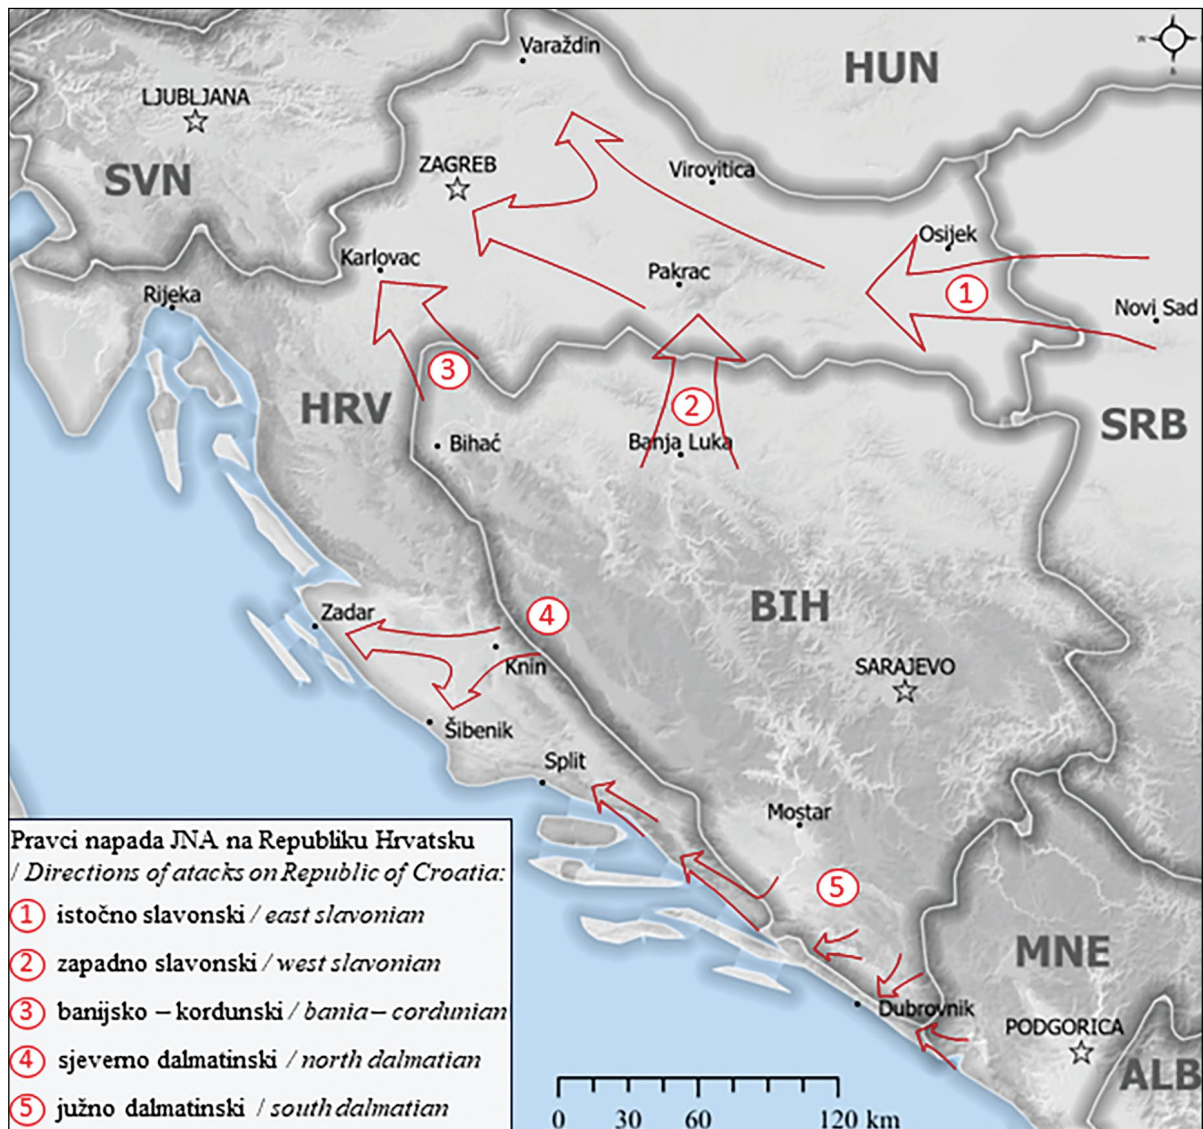 Varaždin
HUN
LJUBLJANA
ZAGREB
Virovitica
SVN
Osijek
Karlovac
Pakrac
Rijeka
1
Novi Sad
3
HRV
2
SRB
Bihać
Banja Luka
BIH
4
Zadar
Knin
SARAJEVO
Šibenik
Split
Mostar
5
MNE
Dubrovnik
PODGORICA
ALB
Pravci napada JNA na Republiku Hrvatsku
/ Directions of atacks on Republic of Croatia:
1 istočno slavonski / east slavonian
2 zapadno slavonski / west slavonian
3 banijsko – kordunski / bania – cordunian
4 sjeverno dalmatinski / north dalmatian
5 južno dalmatinski / south dalmatian
0 30 60 120 km